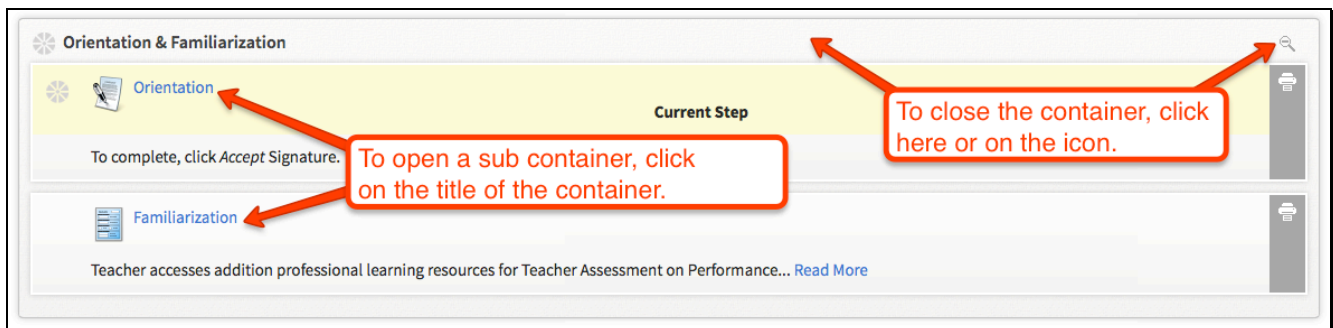 Orientation & Familiarization
Orientation
Current Step
To complete, click Accept Signature.
To open a sub container, click
on the title of the container.
To close the container, click
here or on the icon.
Familiarization
Teacher accesses addition professional learning resources for Teacher Assessment on Performance... Read More